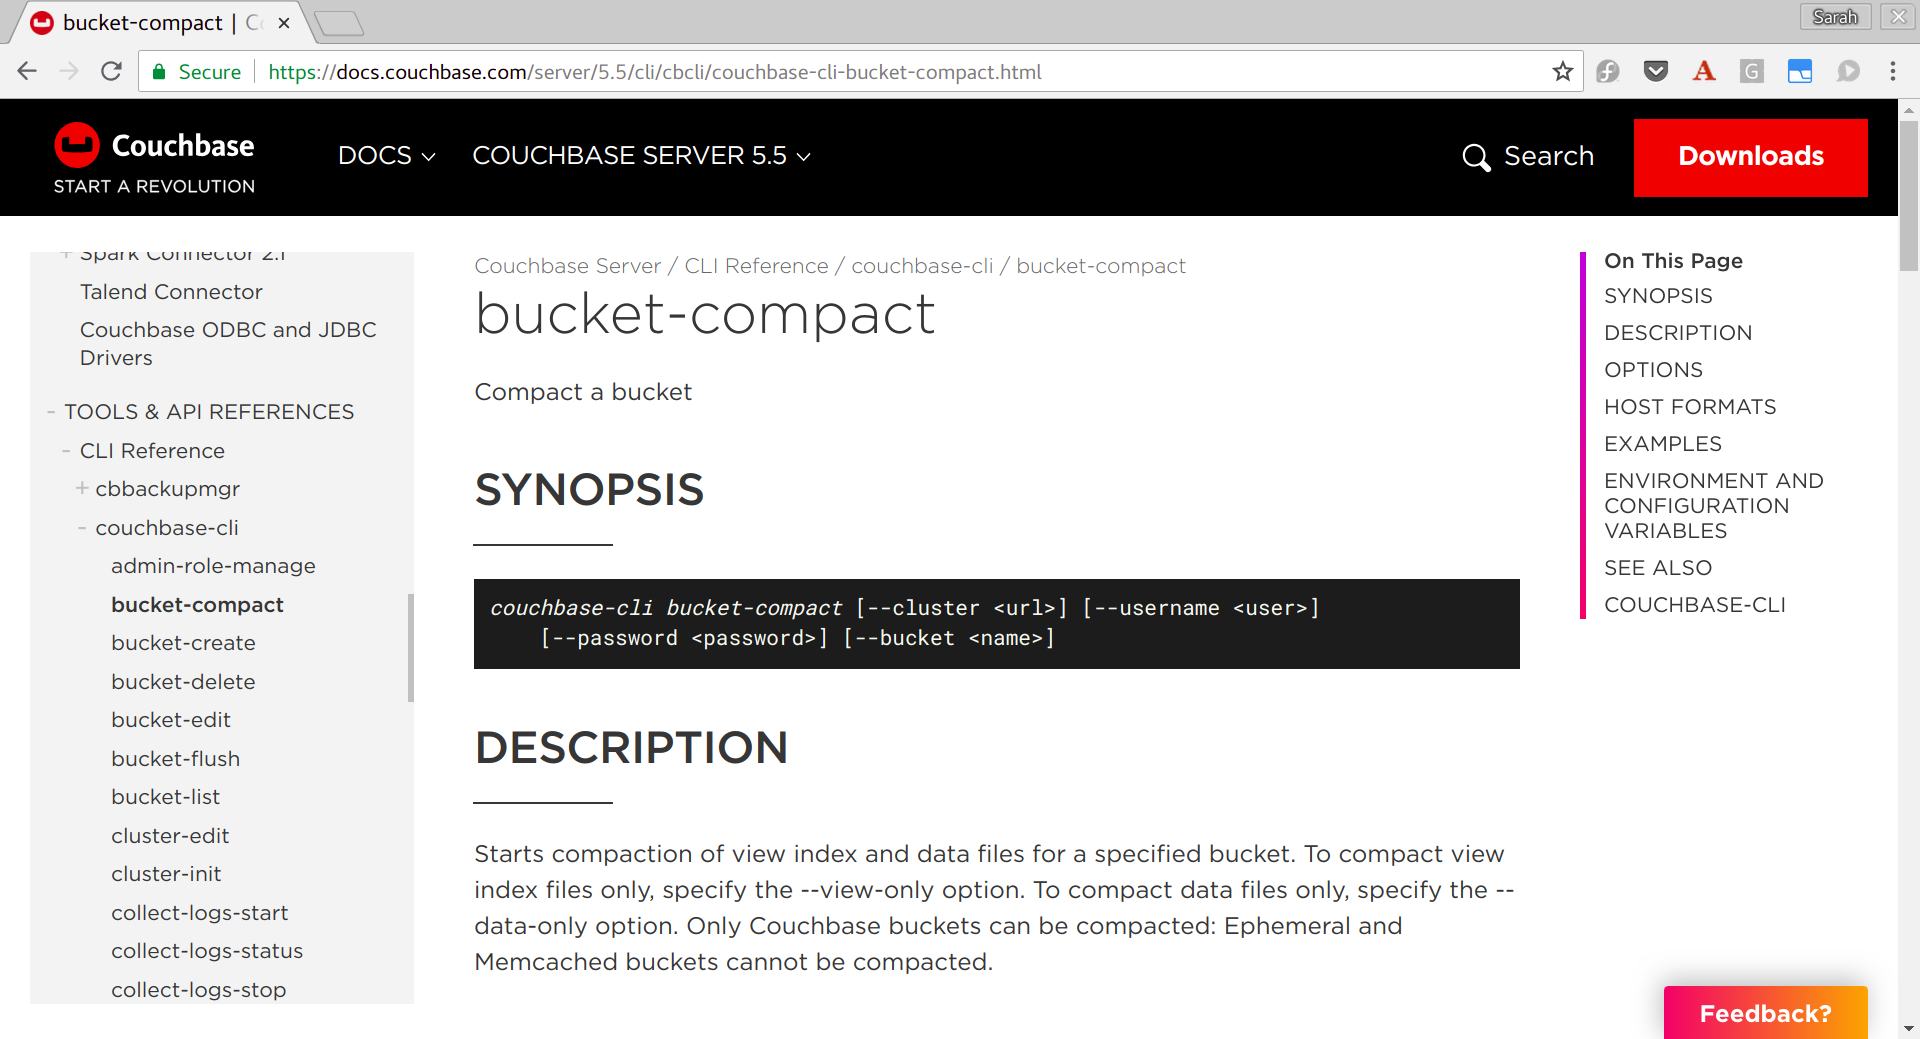 bucket-compact | Co
Sarah
Secure
https://docs.couchbase.com/server/5.5/cli/cbcli/couchbase-cli-bucket-compact.html
Couchbase
START A REVOLUTION
DOCS
COUCHBASE SERVER 5.5
Search
Downloads
+ Spark Connector 2.1
Talend Connector
Couchbase ODBC and JDBC
Drivers
- TOOLS & API REFERENCES
- CLI Reference
+ cbbackupmgr
- couchbase-cli
admin-role-manage
bucket-compact
bucket-create
bucket-delete
bucket-edit
bucket-flush
bucket-list
cluster-edit
cluster-init
collect-logs-start
collect-logs-status
collect-logs-stop
Couchbase Server / CLI Reference / couchbase-cli / bucket-compact
bucket-compact
Compact a bucket
SYNOPSIS
couchbase-cli bucket-compact [--cluster <url>] [--username <user>]
[--password <password>] [--bucket <name>]
DESCRIPTION
Starts compaction of view index and data files for a specified bucket. To compact view
index files only, specify the --view-only option. To compact data files only, specify the --
data-only option. Only Couchbase buckets can be compacted: Ephemeral and
Memcached buckets cannot be compacted.
On This Page
SYNOPSIS
DESCRIPTION
OPTIONS
HOST FORMATS
EXAMPLES
ENVIRONMENT AND
CONFIGURATION
VARIABLES
SEE ALSO
COUCHBASE-CLI
Feedback?